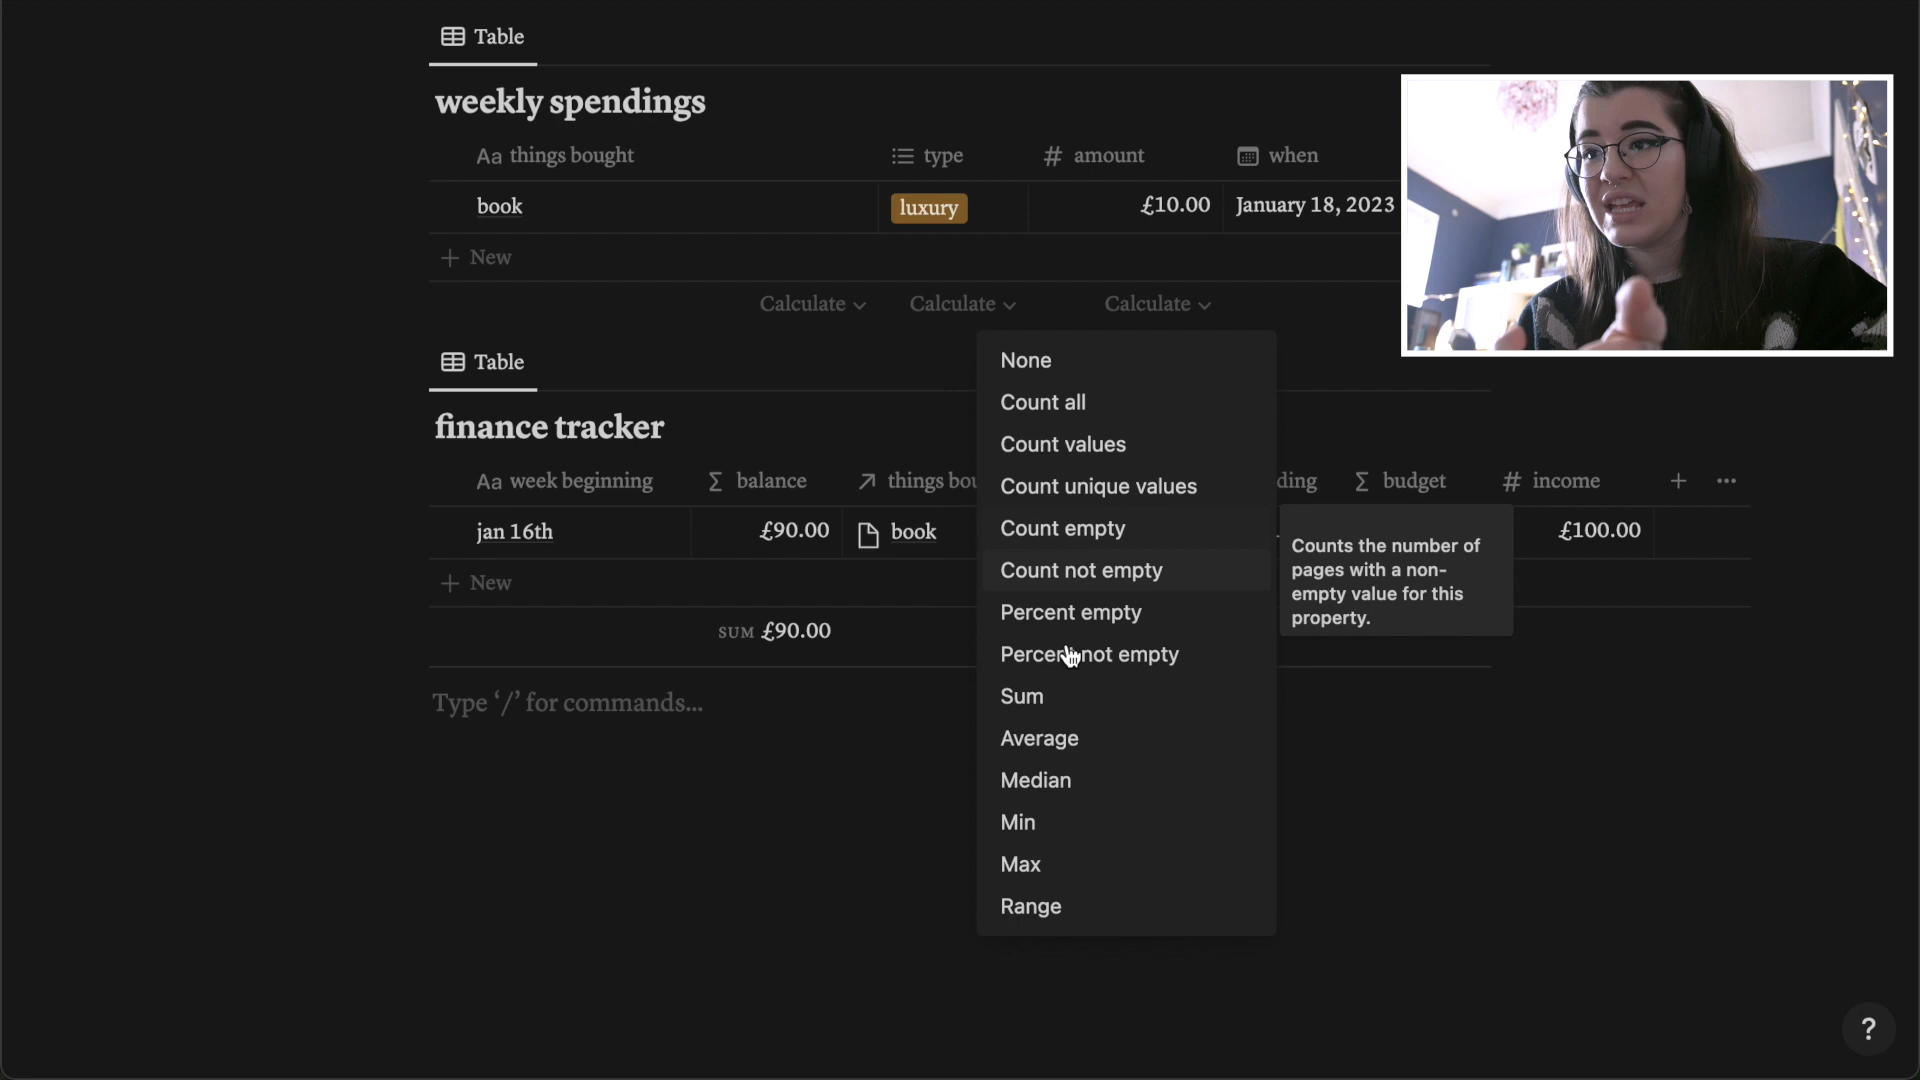 Table
weekly spendings
Aa things bought type # amount when
book luxury £10.00 January 18, 2023
+ New
Calculate Calculate Calculate
Table
finance tracker
Aa week beginning Σ balance things bou ding Σ budget # income + ...
jan 16th £90.00 book £100.00
+ New
SUM £90.00
Type ‘/’ for commands...
None
Count all
Count values
Count unique values
Count empty
Count not empty
Percent empty
Percent not empty
Sum
Average
Median
Min
Max
Range
Counts the number of
pages with a non-
empty value for this
property.
?